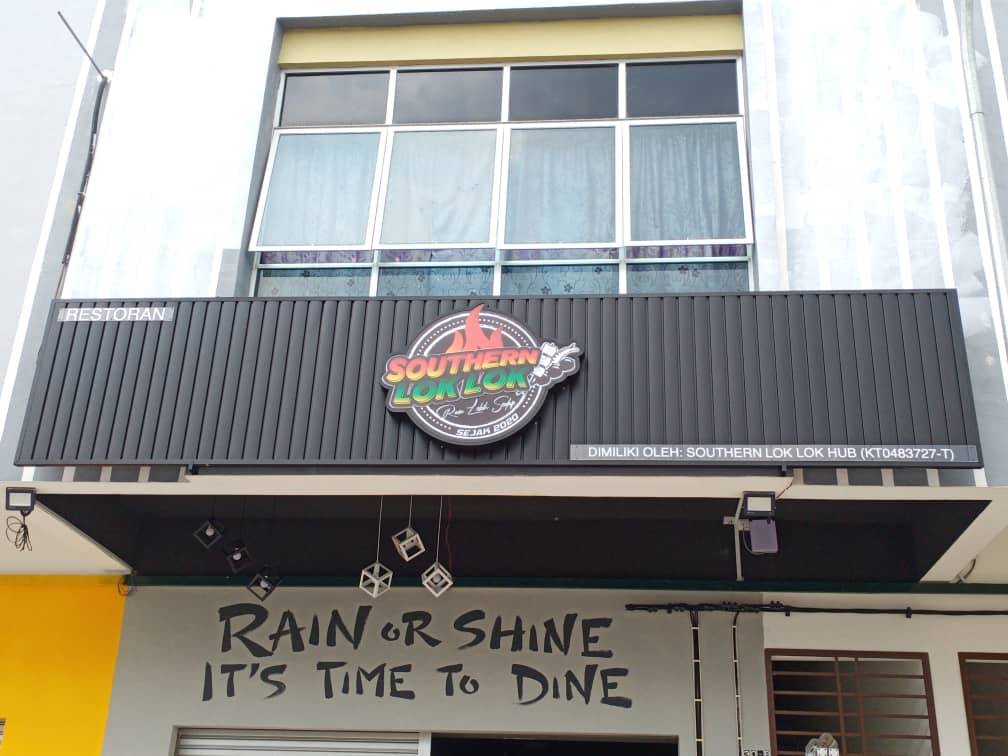 RESTORAN
SOUTHERN
LOK LOK
SEJAK 2020
DIMILIKI OLEH: SOUTHERN LOK LOK HUB (KT0483727-T)
RAIN OR SHINE
IT'S TIME TO DINE